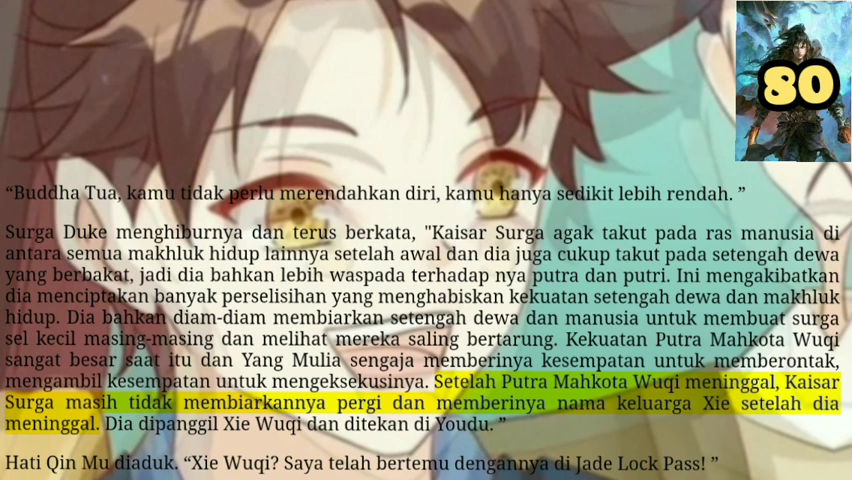 80
“Buddha Tua, kamu tidak perlu merendahkan diri, kamu hanya sedikit lebih rendah. ”
Surga Duke menghiburnya dan terus berkata, "Kaisar Surga agak takut pada ras manusia di
antara semua makhluk hidup lainnya setelah awal dan dia juga cukup takut pada setengah dewa
yang berbakat, jadi dia bahkan lebih waspada terhadap nya putra dan putri. Ini mengakibatkan
dia menciptakan banyak perselisihan yang menghabiskan kekuatan setengah dewa dan makhluk
hidup. Dia bahkan diam-diam membiarkan setengah dewa dan manusia untuk membuat surga
sel kecil masing-masing dan melihat mereka saling bertarung. Kekuatan Putra Mahkota Wuqi
sangat besar saat itu dan Yang Mulia sengaja memberinya kesempatan untuk memberontak,
mengambil kesempatan untuk mengeksekusinya. Setelah Putra Mahkota Wuqi meninggal, Kaisar
Surga masih tidak membiarkannya pergi dan memberinya nama keluarga Xie setelah dia
meninggal. Dia dipanggil Xie Wuqi dan ditekan di Youdu. ”
Hati Qin Mu diaduk. “Xie Wuqi? Saya telah bertemu dengannya di Jade Lock Pass! ”